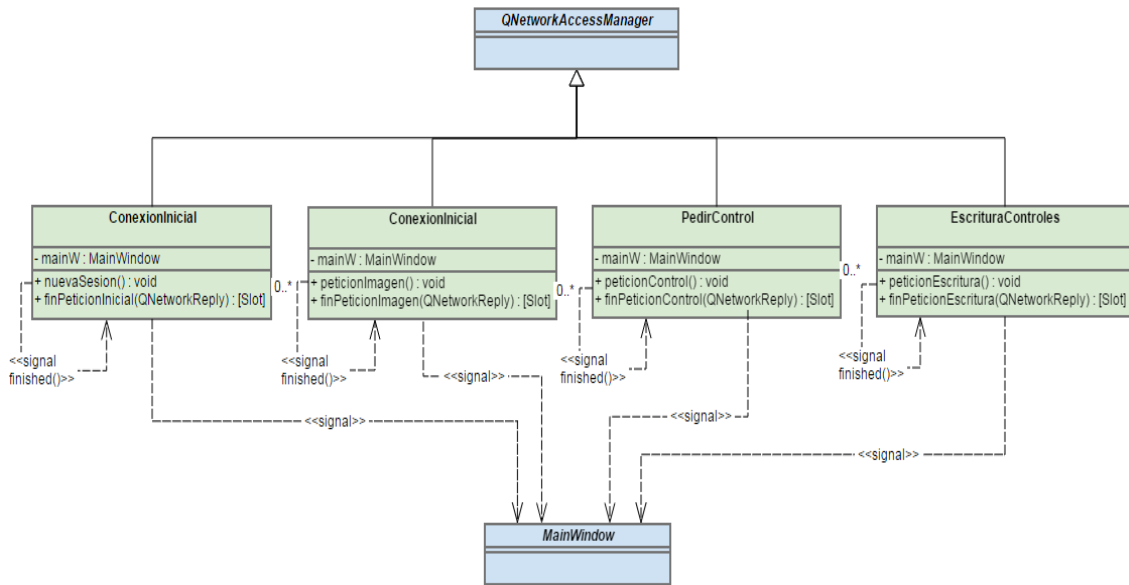 QNetworkAccessManager
ConexionInicial
- mainW : MainWindow
+ nuevaSesion() : void
+ finPeticionInicial(QNetworkReply) : [Slot]
<<signal
finished()>>
<<signal>>
0..*
ConexionInicial
- mainW : MainWindow
+ peticionImagen() : void
+ finPeticionImagen(QNetworkReply) : [Slot]
<<signal
finished()>>
<<signal>>
0..*
PedirControl
- mainW : MainWindow
+ peticionControl() : void
+ finPeticionControl(QNetworkReply) : [Slot]
<<signal
finished()>>
<<signal>>
0..*
EscrituraControles
- mainW : MainWindow
+ peticionEscritura() : void
+ finPeticionEscritura(QNetworkReply) : [Slot]
<<signal
finished()>>
<<signal>>
MainWindow